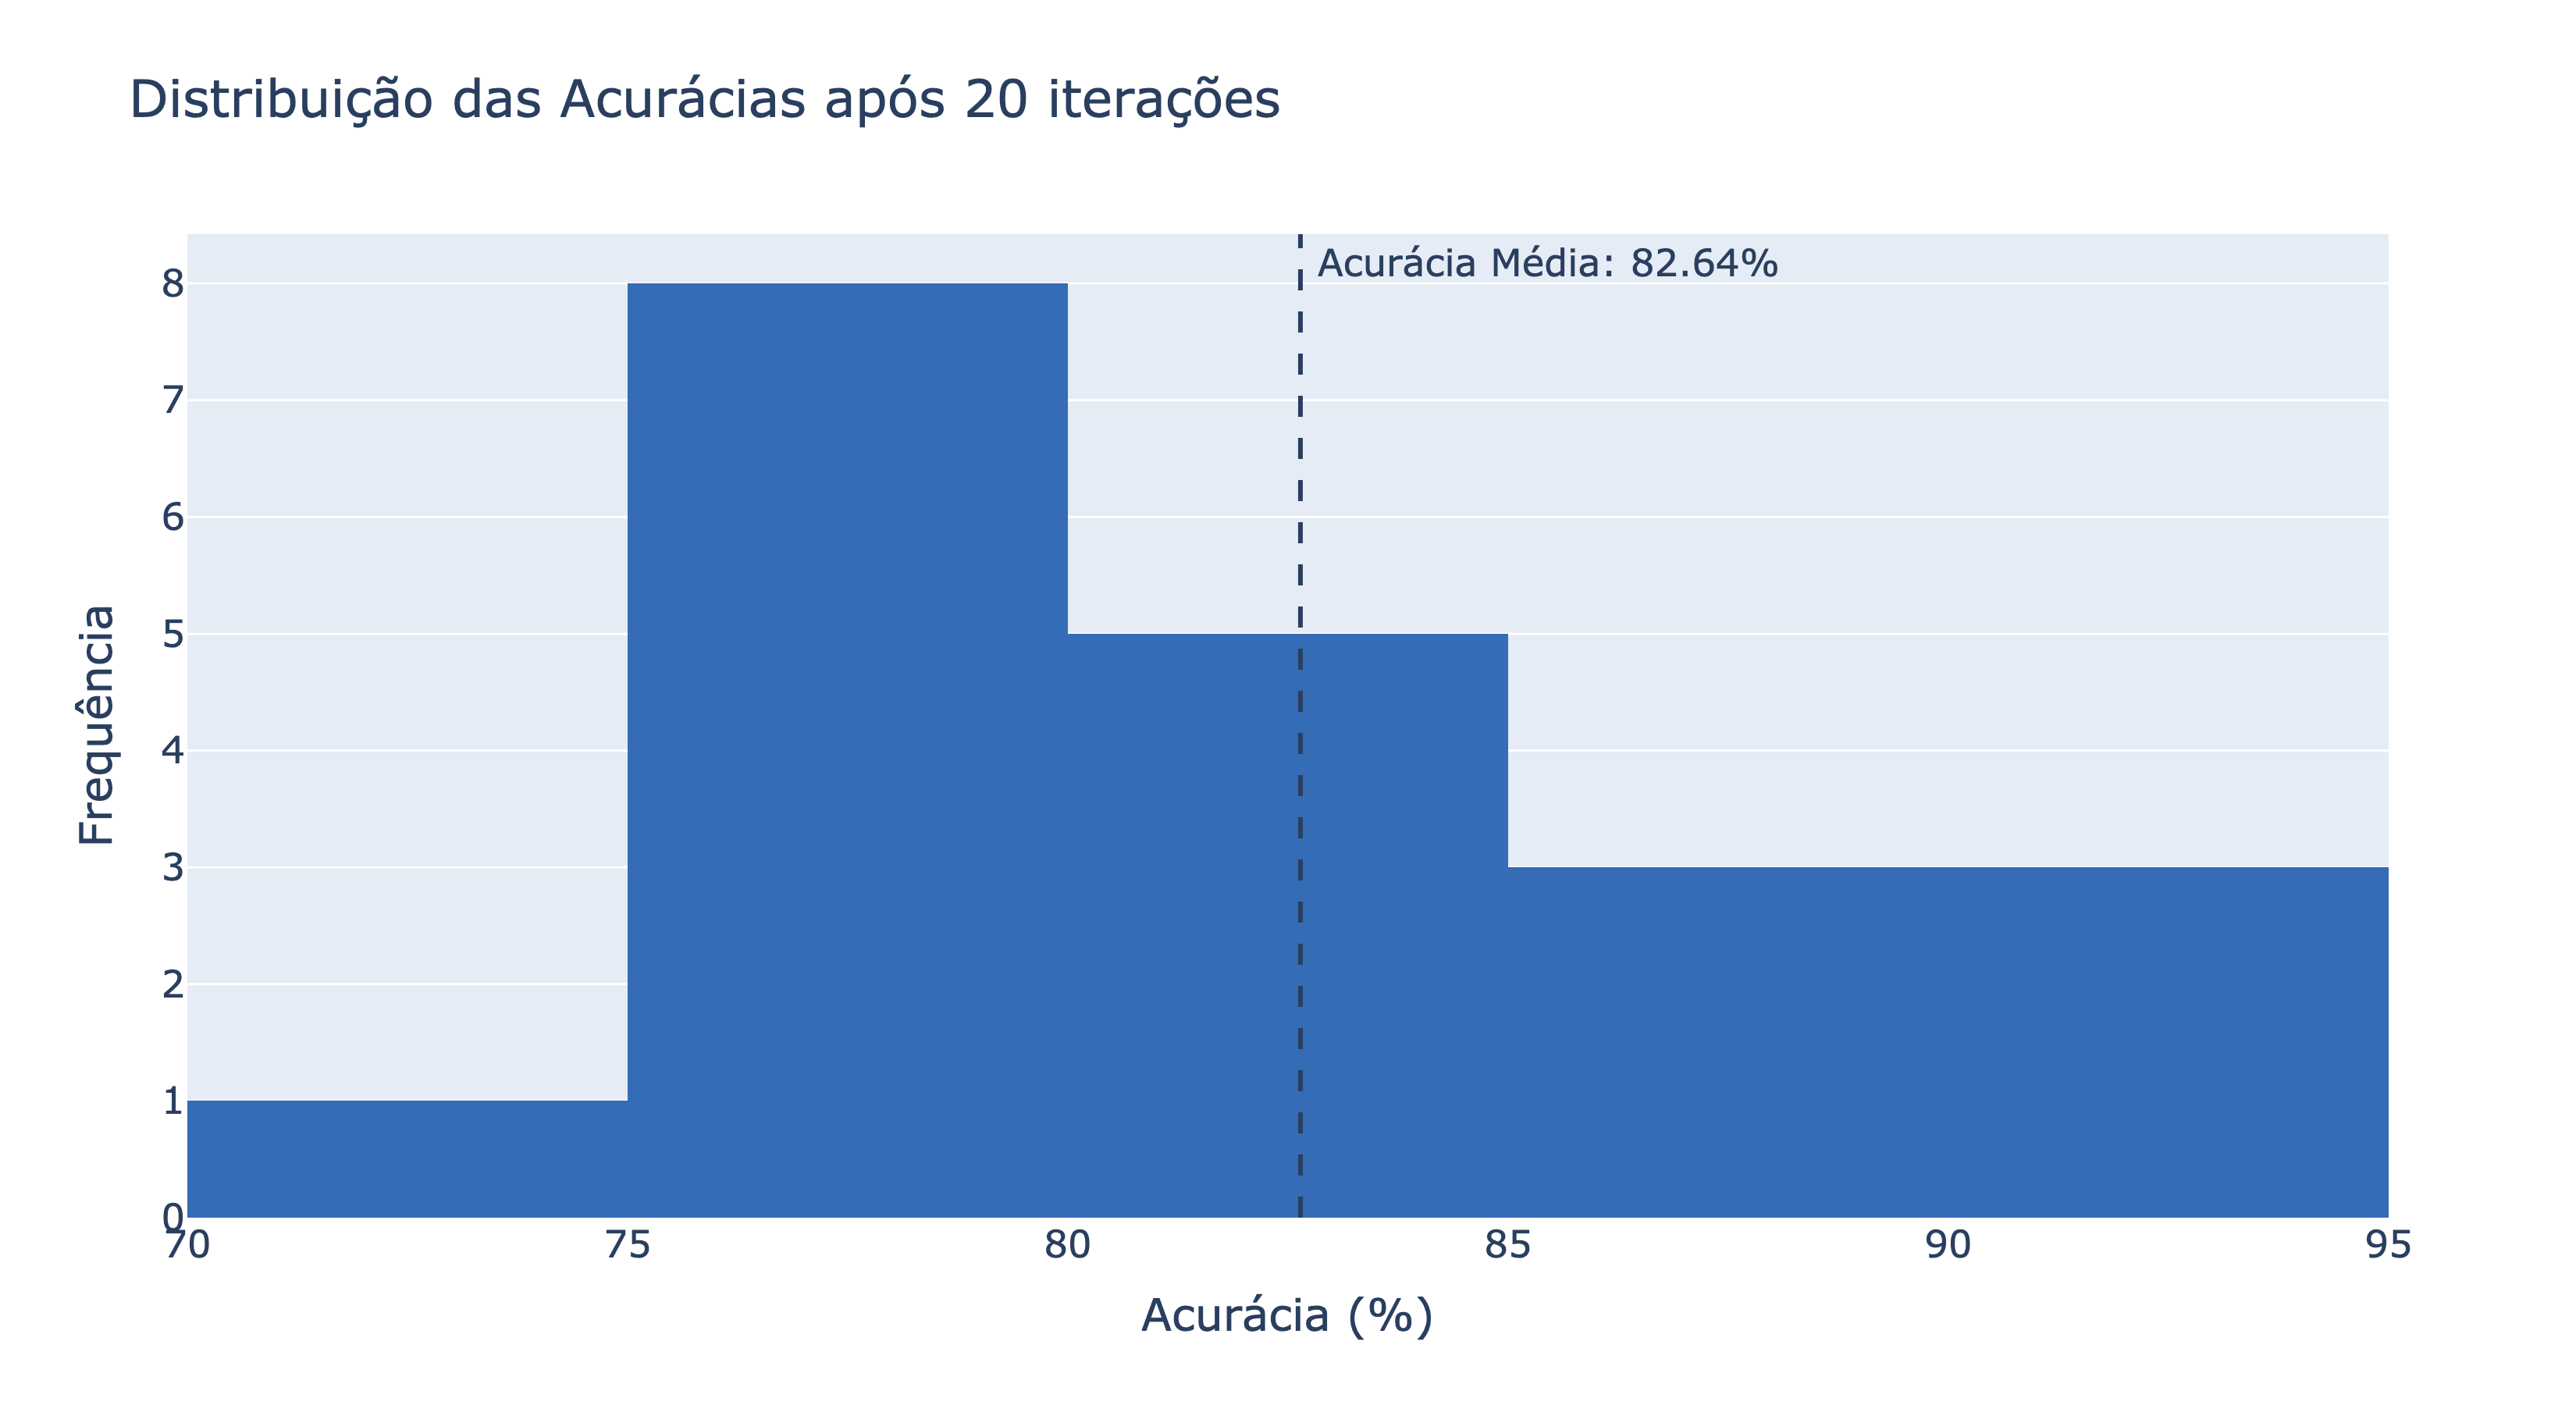 Distribuição das Acurácias após 20 iterações
Acurácia Média: 82.64%
8
7
6
5
4
3
2
1
0
Frequência
70 75 80 85 90 95
Acurácia (%)